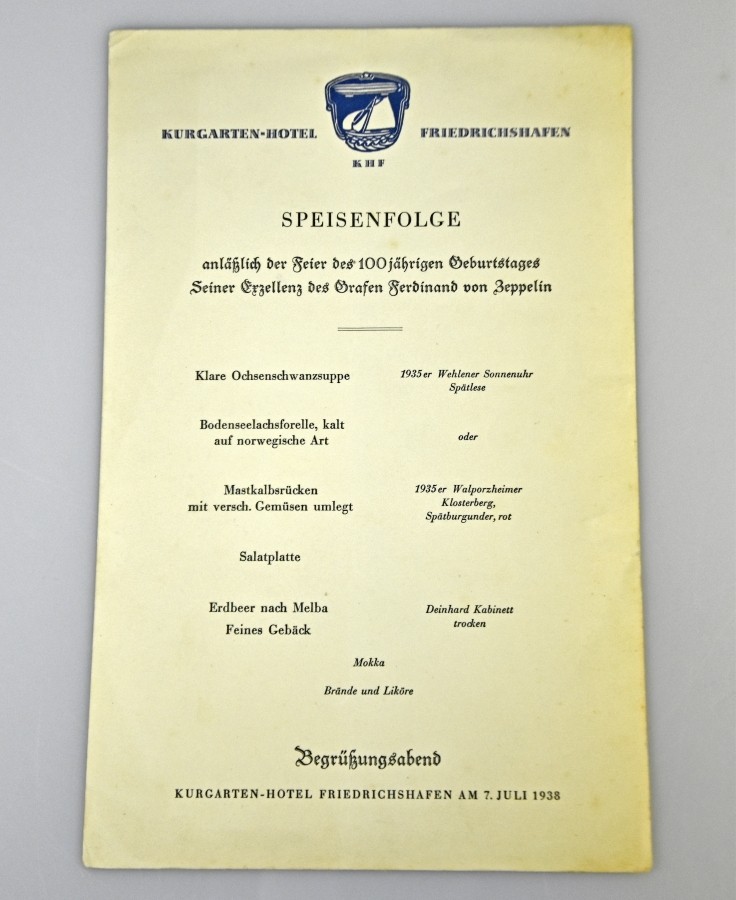 KURGARTEN-HOTEL FRIEDRICHSHAFEN
KHF
SPEISENFOLGE
anläßlich der Feier des 100jährigen Geburtstages
Seiner Exzellenz des Grafen Ferdinand von Zeppelin
Klare Ochsenschwanzsuppe
1935er Wehlener Sonnenuhr
Spätlese
Bodenseelachsforelle, kalt
auf norwegische Art
oder
Mastkalbsrücken
mit versch. Gemüsen umlegt
1935er Walporzheimer
Klosterberg,
Spätburgunder, rot
Salatplatte
Erdbeer nach Melba
Feines Gebäck
Deinhard Kabinett
trocken
Mokka
Brände und Liköre
Begrüßungsabend
KURGARTEN-HOTEL FRIEDRICHSHAFEN AM 7. JULI 1938